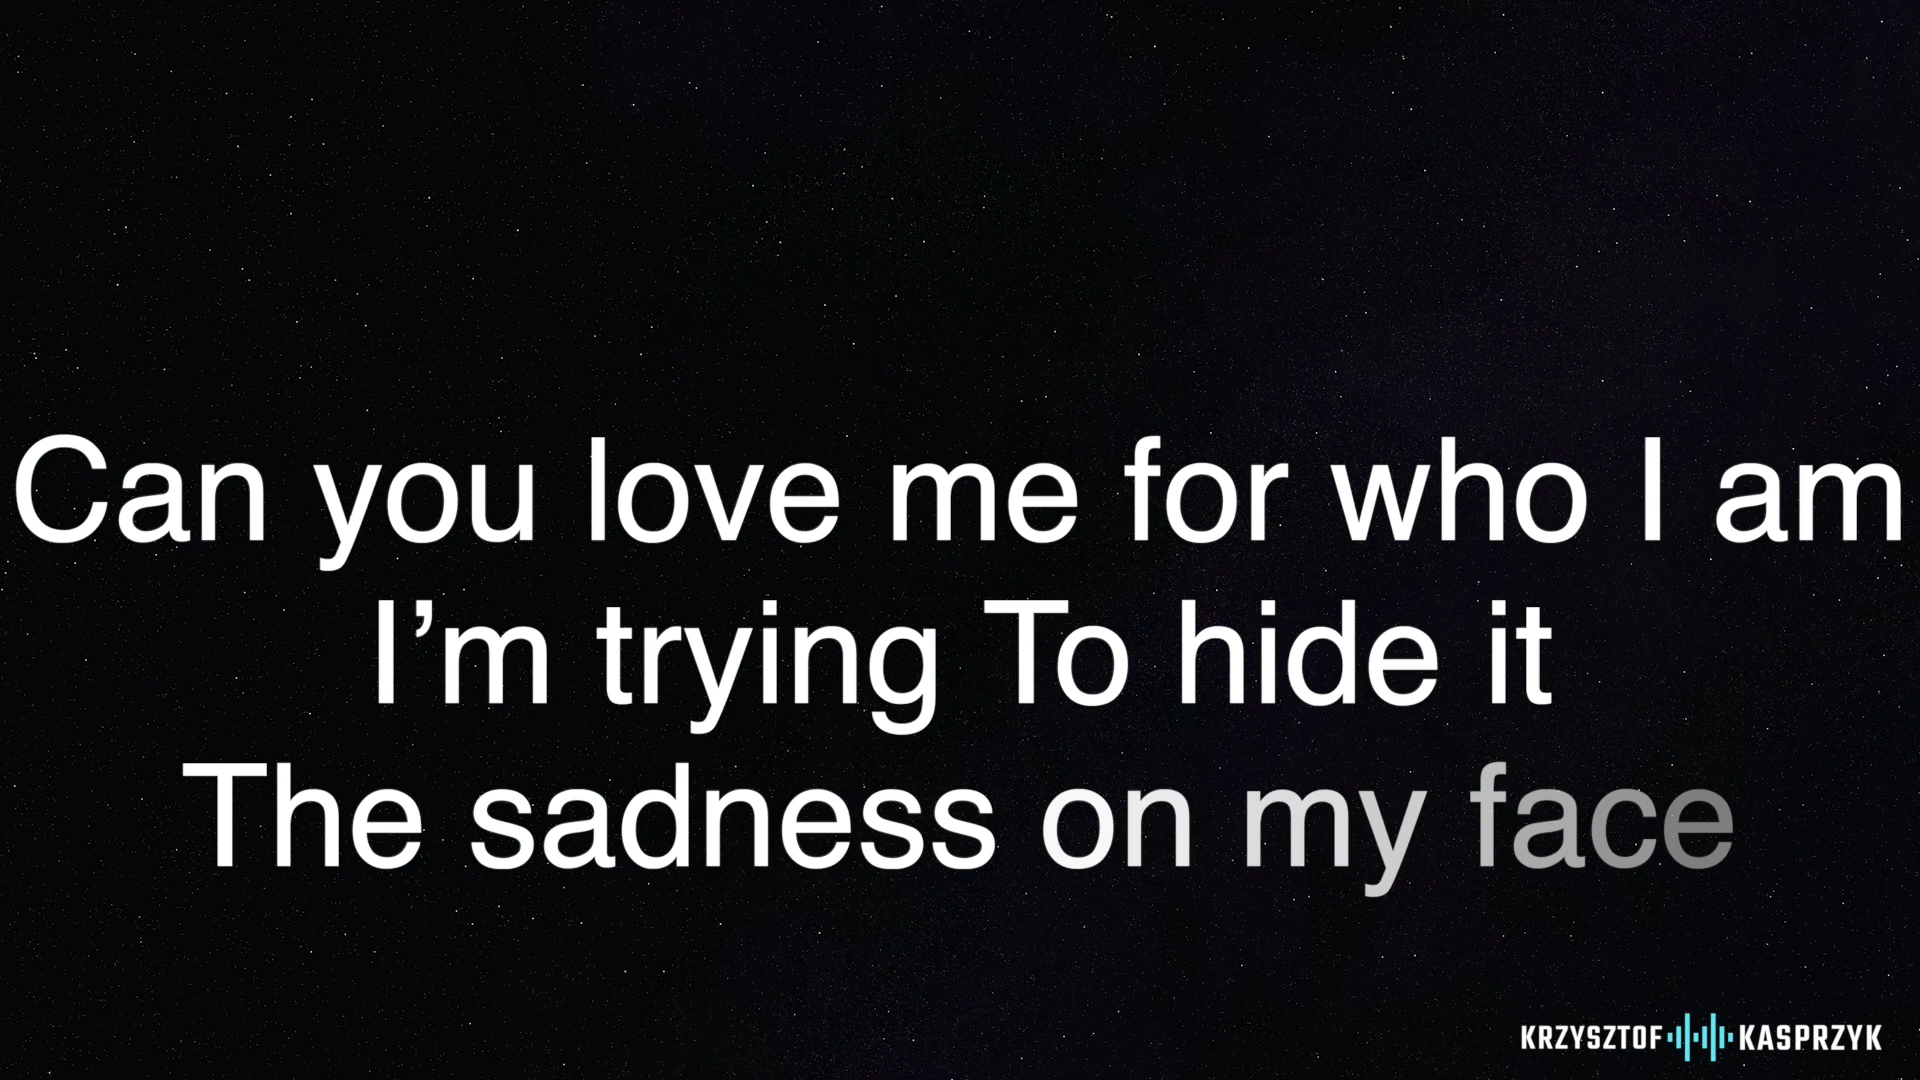 Can you love me for who I am
I’m trying To hide it
The sadness on my face
KRZYSZTOF KASPRZYK